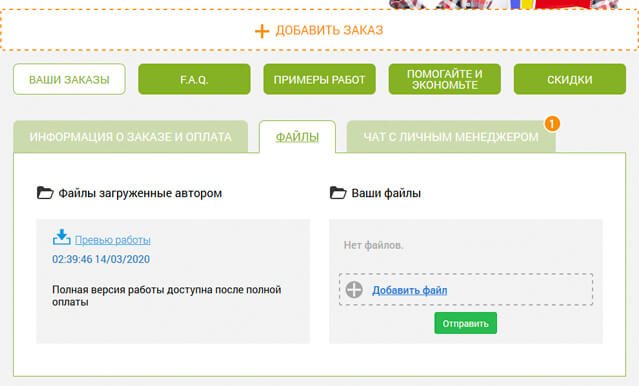 ДОБАВИТЬ ЗАКАЗ
ВАШИ ЗАКАЗЫ
F.A.Q.
ПРИМЕРЫ РАБОТ
ПОМОГАЙТЕ И
ЭКОНОМЬТЕ
СКИДКИ
ИНФОРМАЦИЯ О ЗАКАЗЕ И ОПЛАТА
ФАЙЛЫ
ЧАТ С ЛИЧНЫМ МЕНЕДЖЕРОМ
1
Файлы загруженные автором
Превью работы
02:39:46 14/03/2020
Полная версия работы доступна после полной
оплаты
Ваши файлы
Нет файлов.
Добавить файл
Отправить